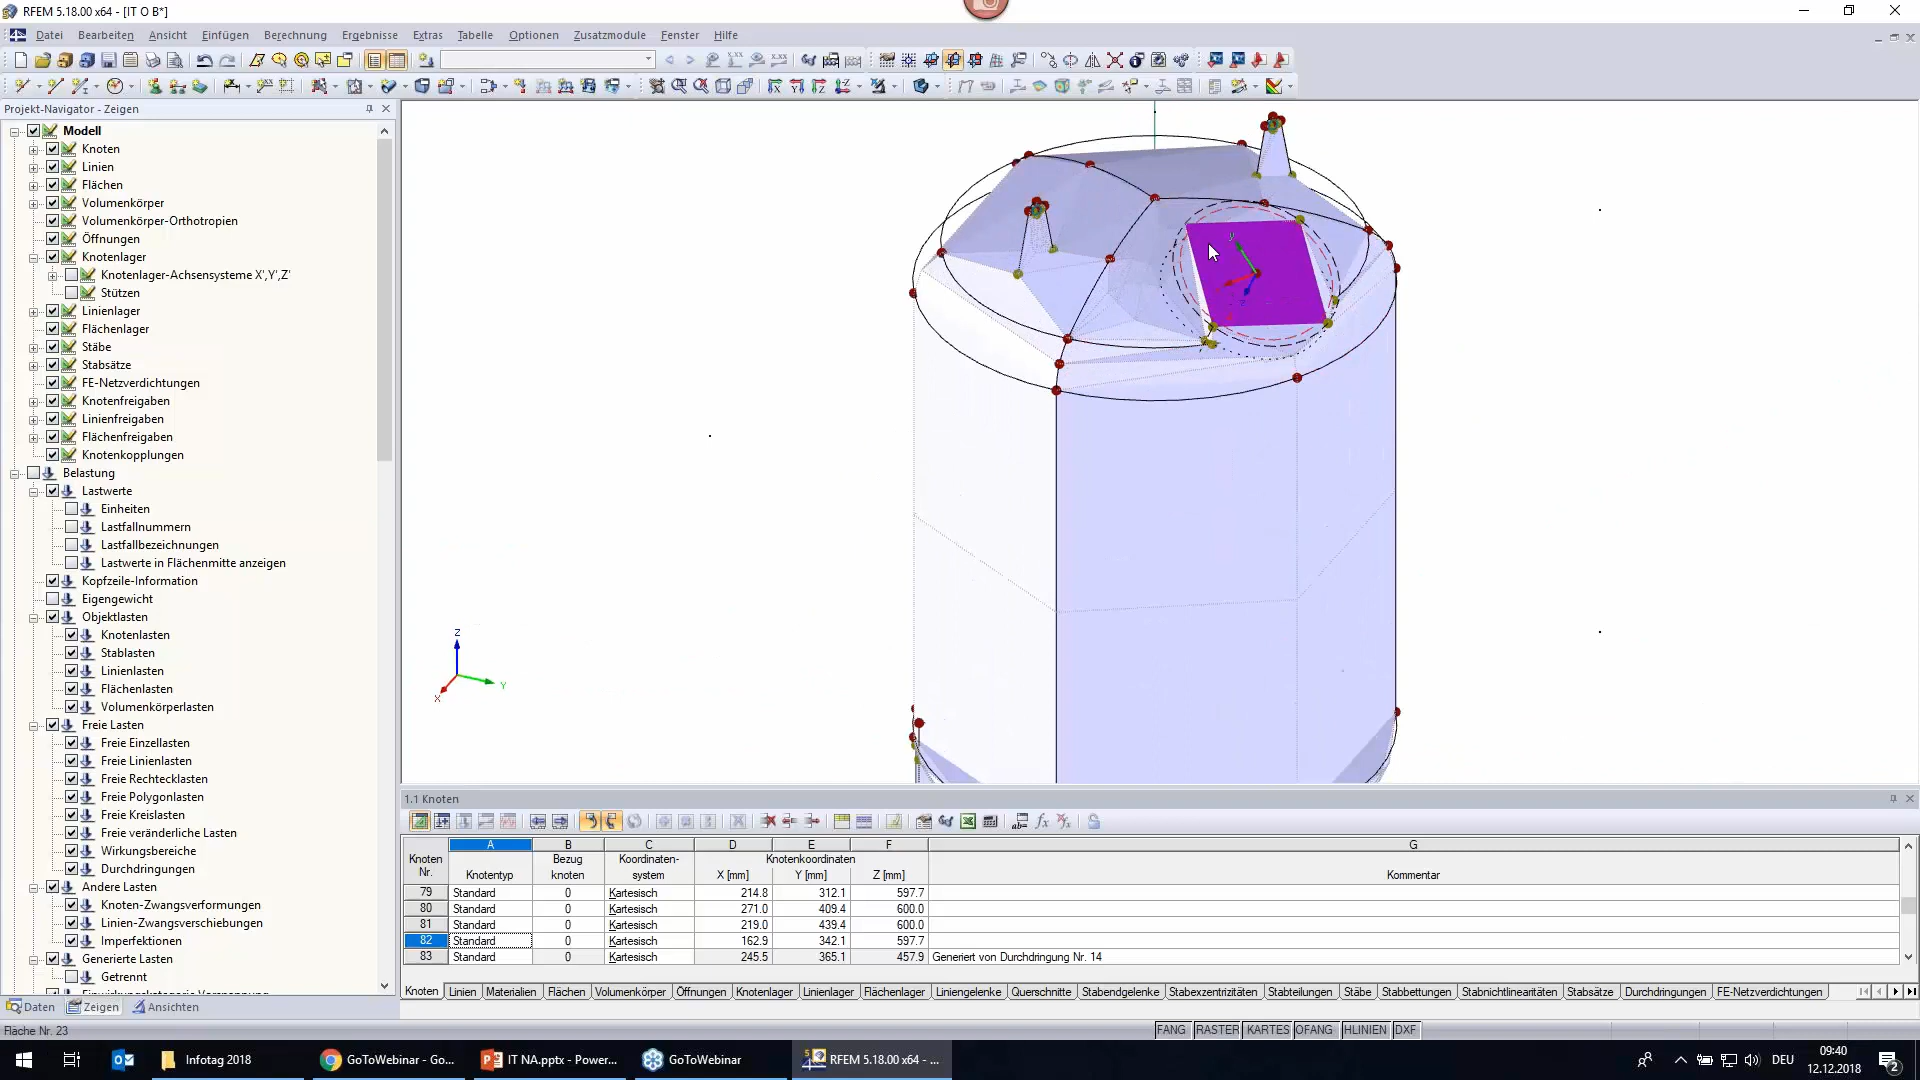 RFEM 5.18.00 x64 - [IT O B*]
Datei Bearbeiten Ansicht Einfügen Berechnung Ergebnisse Extras Tabelle Optionen Zusatzmodule Fenster Hilfe
Projekt-Navigator - Zeigen
Modell
Knoten
Linien
Flächen
Volumenkörper
Volumenkörper-Orthotropien
Öffnungen
Knotenlager
Knotenlager-Achsensysteme X',Y',Z'
Stützen
Linienlager
Flächenlager
Stäbe
Stabsätze
FE-Netzverdichtungen
Knotenfreigaben
Linienfreigaben
Flächenfreigaben
Knotenkopplungen
Belastung
Lastwerte
Einheiten
Lastfallnummern
Lastfallbezeichnungen
Lastwerte in Flächenmitte anzeigen
Kopfzeile-Information
Eigengewicht
Objektlasten
Knotenlasten
Stablasten
Linienlasten
Flächenlasten
Volumenkörperlasten
Freie Lasten
Freie Einzellasten
Freie Linienlasten
Freie Rechtecklasten
Freie Polygonlasten
Freie Kreislasten
Freie veränderliche Lasten
Wirkungsbereiche
Durchdringungen
Andere Lasten
Knoten-Zwangsverformungen
Linien-Zwangsverschiebungen
Imperfektionen
Generierte Lasten
Getrennt
Daten Zeigen Ansichten
Z
Y
X
1.1 Knoten
A B C D E F G
Knoten Bezug Koordinaten- Knotenkoordinaten
Nr. Knotentyp knoten system X [mm] Y [mm] Z [mm] Kommentar
79 Standard 0 Kartesisch 214.8 312.1 597.7
80 Standard 0 Kartesisch 271.0 409.4 600.0
81 Standard 0 Kartesisch 219.0 439.4 600.0
82 Standard 0 Kartesisch 162.9 342.1 597.7
83 Standard 0 Kartesisch 245.5 365.1 457.9 Generiert von Durchdringung Nr. 14
Knoten Linien Materialien Flächen Volumenkörper Öffnungen Knotenlager Linienlager Flächenlager Liniengelenke Querschnitte Stabendgelenke Stabexzentrizitäten Stabteilungen Stäbe Stabbettungen Stabnichtlinearitäten Stabsätze Durchdringungen FE-Netzverdichtungen
Fläche Nr. 23
FANG RASTER KARTES OFANG HLINIEN DXF
Infotag 2018 GoToWebinar - Go... IT NA.pptx - Power... GoToWebinar RFEM 5.18.00 x64 - ...
DEU
09:40
12.12.2018
2